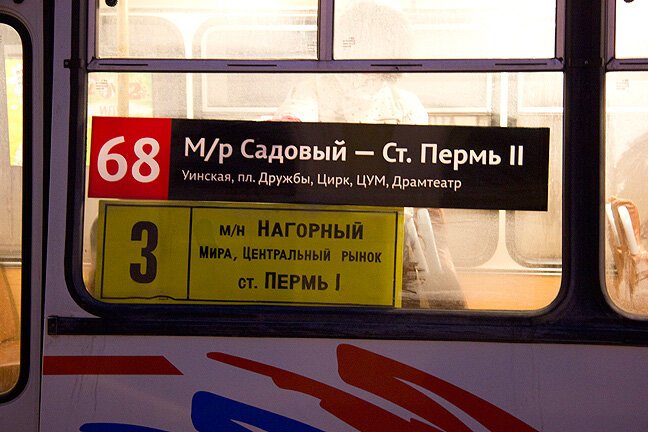 68
М/р Садовый – Ст. Пермь II
Уинская, пл. Дружбы, Цирк, ЦУМ, Драмтеатр
3
м/н НАГОРНЫЙ
Мира, Центральный рынок
ст. ПЕРМЬ I